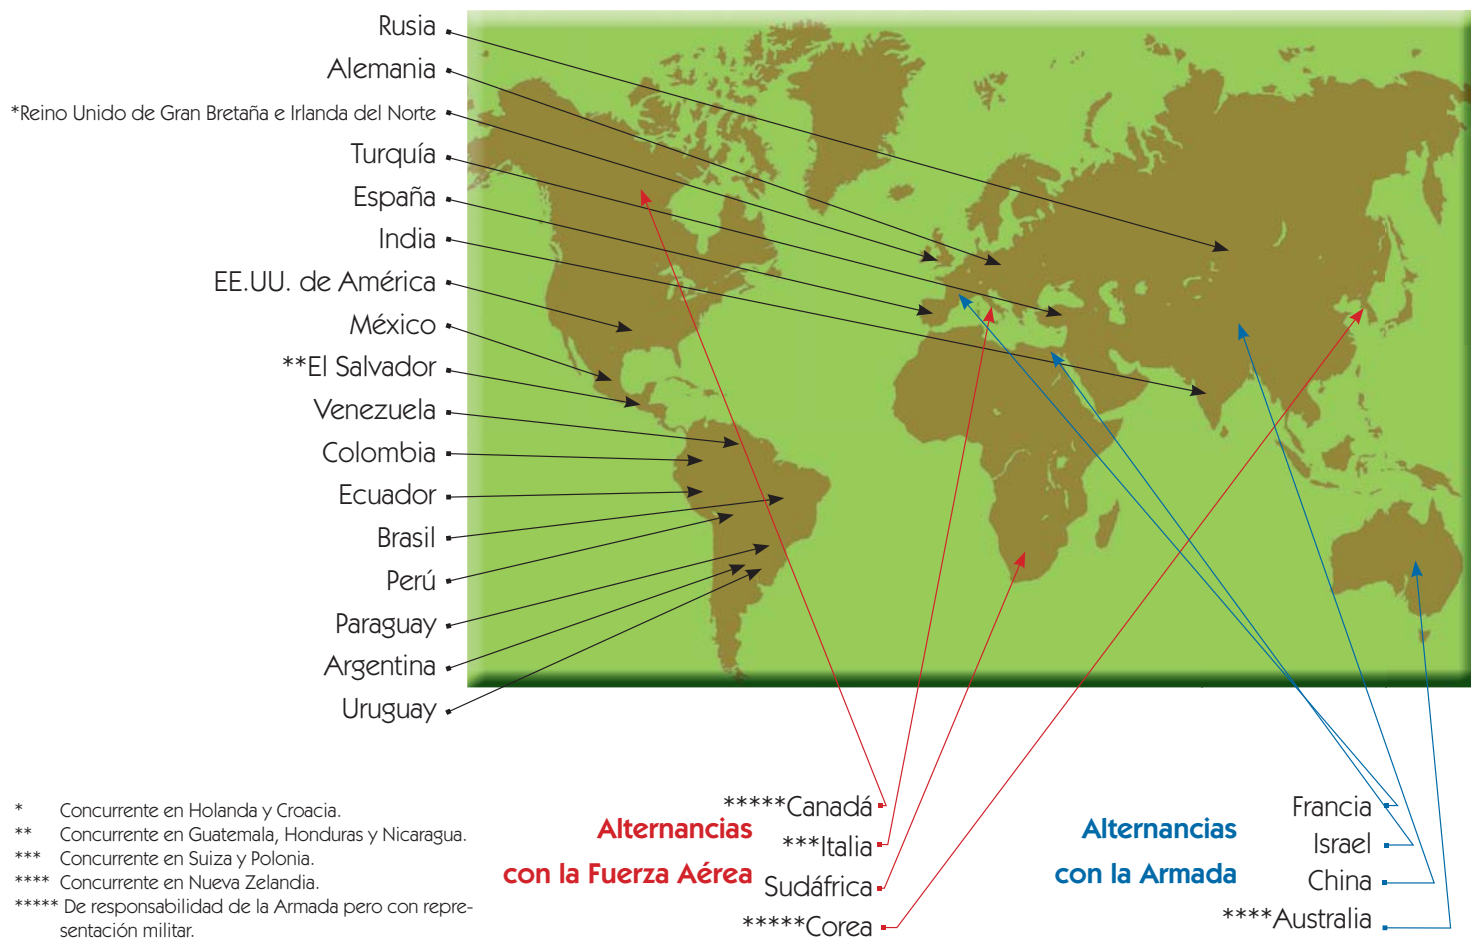 Rusia
Alemania
*Reino Unido de Gran Bretaña e Irlanda del Norte
Turquía
España
India
EE.UU. de América
México
**El Salvador
Venezuela
Colombia
Ecuador
Brasil
Perú
Paraguay
Argentina
Uruguay
* Concurrente en Holanda y Croacia.
** Concurrente en Guatemala, Honduras y Nicaragua.
*** Concurrente en Suiza y Polonia.
**** Concurrente en Nueva Zelandia.
***** De responsabilidad de la Armada pero con repre-
sentación militar.
Alternancias
con la Fuerza Aérea
*****Canadá
***Italia
Sudáfrica
*****Corea
Alternancias
con la Armada
Francia
Israel
China
****Australia